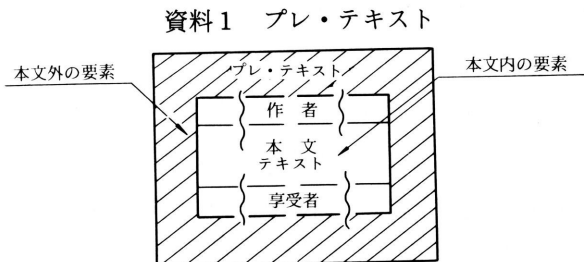 資料1 プレ・テキスト
本文外の要素
プレ・テキスト
本文内の要素
作者
本文
テキスト
享受者